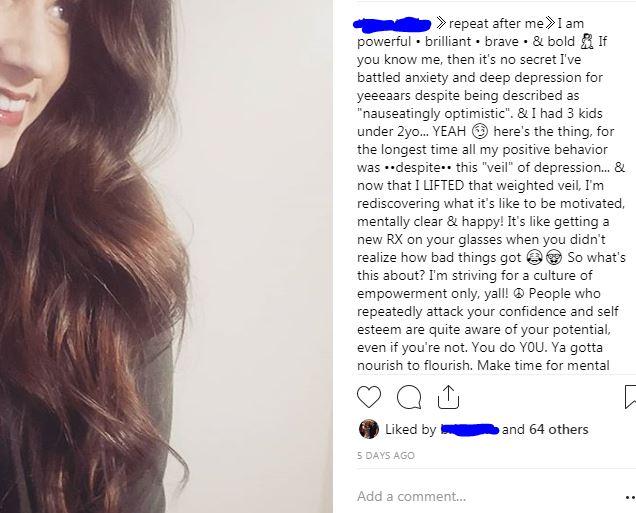 ≫repeat after me≫I am
powerful • brilliant • brave • & bold If
you know me, then it's no secret I've
battled anxiety and deep depression for
yeeeaars despite being described as
"nauseatingly optimistic". & I had 3 kids
under 2yo... YEAH 😏 here's the thing, for
the longest time all my positive behavior
was ••despite•• this "veil" of depression... &
now that I LIFTED that weighted veil, I'm
rediscovering what it's like to be motivated,
mentally clear & happy! It's like getting a
new RX on your glasses when you didn't
realize how bad things got 😂🤓 So what's
this about? I'm striving for a culture of
empowerment only, yall! ☮ People who
repeatedly attack your confidence and self
esteem are quite aware of your potential,
even if you're not. You do Y0U. Ya gotta
nourish to flourish. Make time for mental
Liked by
and 64 others
5 DAYS AGO
Add a comment...